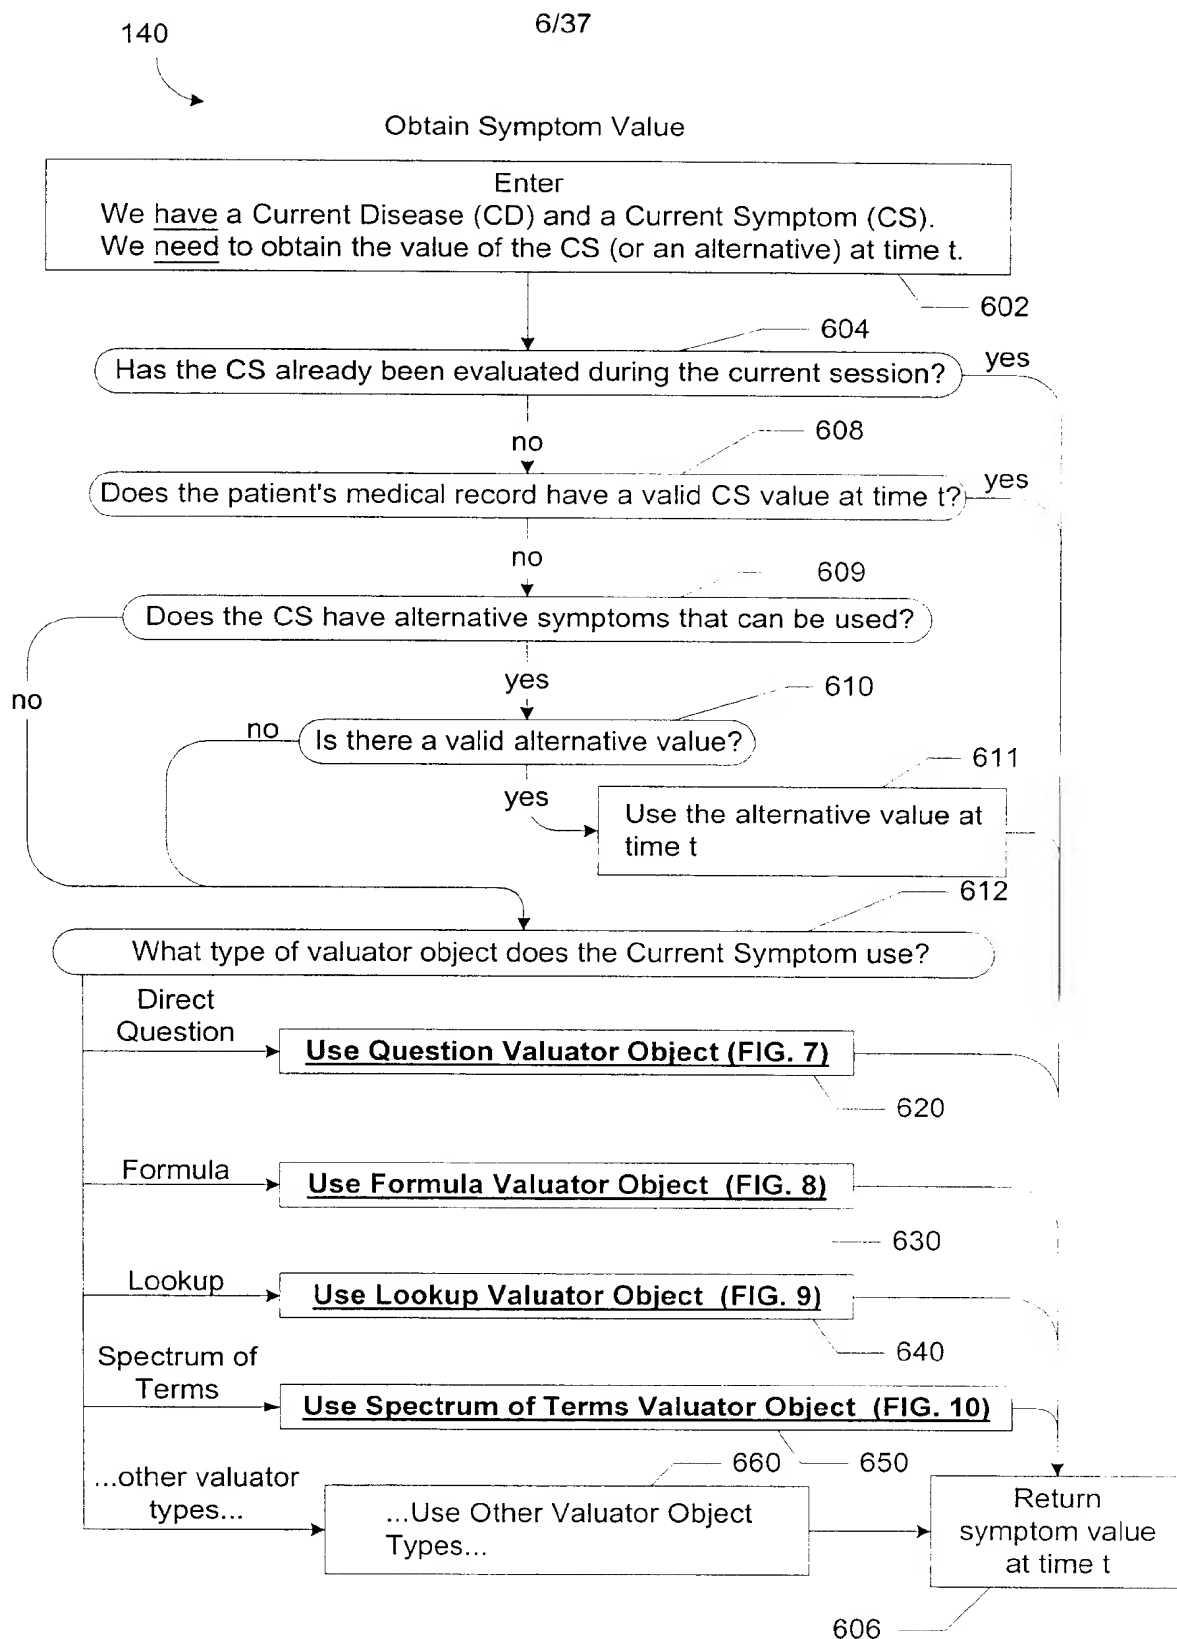 6/37
140
Obtain Symptom Value
Enter
We have a Current Disease (CD) and a Current Symptom (CS).
We need to obtain the value of the CS (or an alternative) at time t.
602
604
Has the CS already been evaluated during the current session?
yes
no
608
Does the patient's medical record have a valid CS value at time t?
yes
no
609
Does the CS have alternative symptoms that can be used?
no
yes
610
Is there a valid alternative value?
no
yes
611
Use the alternative value at
time t
612
What type of valuator object does the Current Symptom use?
Direct
Question
Use Question Valuator Object (FIG. 7)
620
Formula
Use Formula Valuator Object (FIG. 8)
630
Lookup
Use Lookup Valuator Object (FIG. 9)
640
Spectrum of
Terms
Use Spectrum of Terms Valuator Object (FIG. 10)
650
660
...other valuator
types...
...Use Other Valuator Object
Types...
Return
symptom value
at time t
606